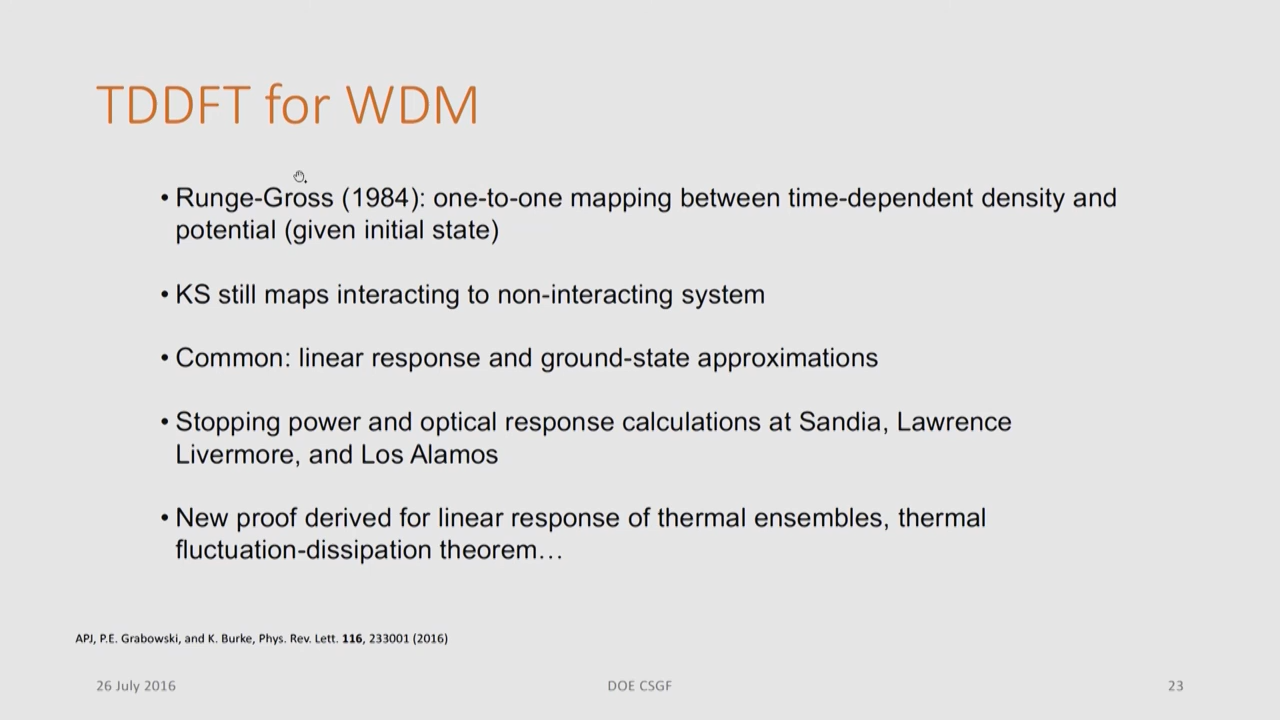 TDDFT for WDM
• Runge-Gross (1984): one-to-one mapping between time-dependent density and
potential (given initial state)
• KS still maps interacting to non-interacting system
• Common: linear response and ground-state approximations
• Stopping power and optical response calculations at Sandia, Lawrence
Livermore, and Los Alamos
• New proof derived for linear response of thermal ensembles, thermal
fluctuation-dissipation theorem…
APJ, P.E. Grabowski, and K. Burke, Phys. Rev. Lett. 116, 233001 (2016)
26 July 2016
DOE CSGF
23